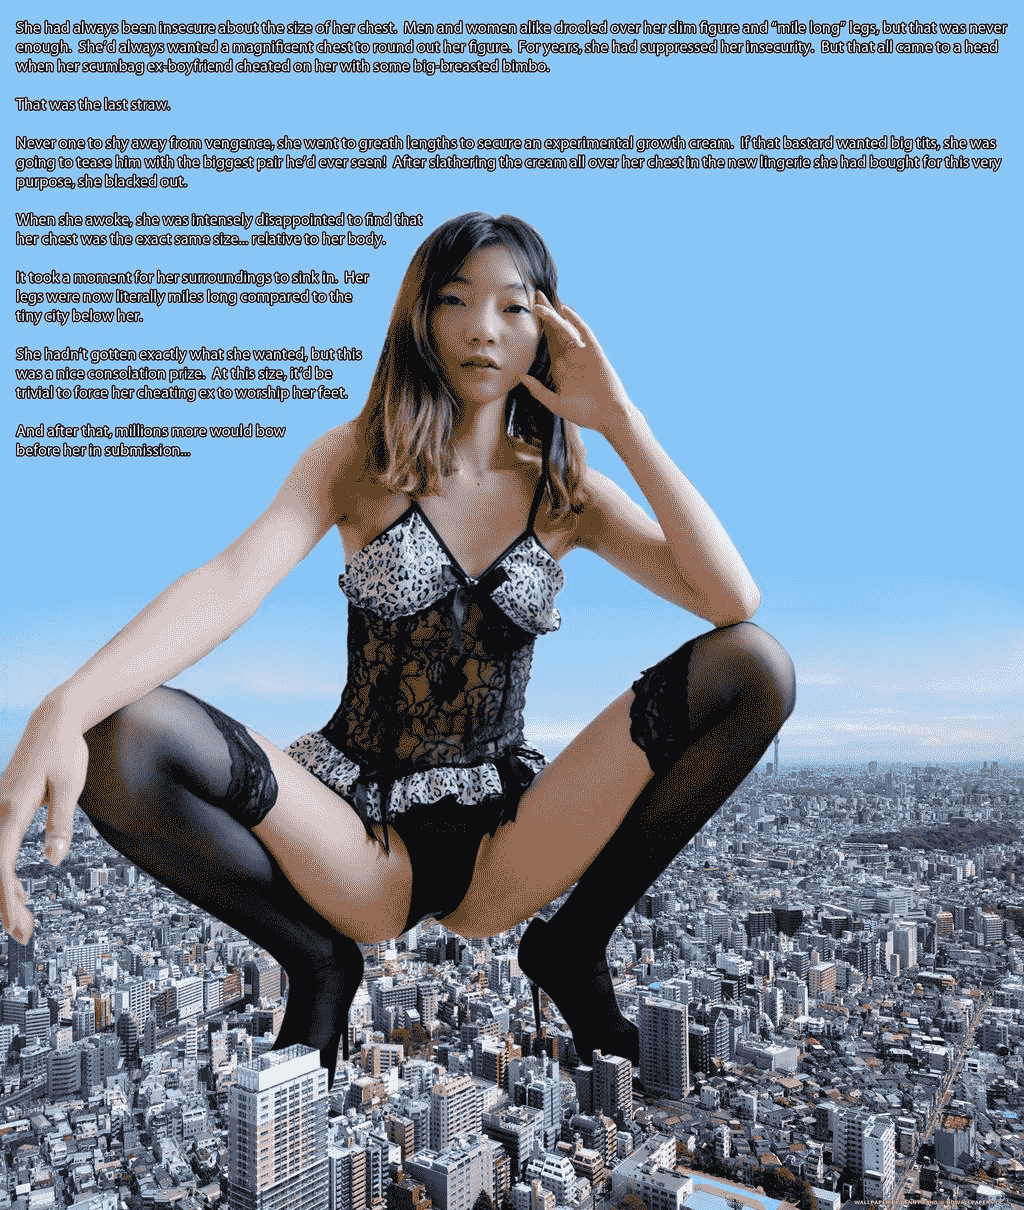 She had always been insecure about the size of her chest.  Men and women alike drooled over her slim figure and “mile long” legs, but that was never
enough.  She’d always wanted a magnificent chest to round out her figure.  For years, she had suppressed her insecurity.  But that all came to a head
when her scumbag ex-boyfriend cheated on her with some big-breasted bimbo.
That was the last straw.
Never one to shy away from vengence, she went to greath lengths to secure an experimental growth cream.  If that bastard wanted big tits, she was
going to tease him with the biggest pair he’d ever seen!  After slathering the cream all over her chest in the new lingerie she had bought for this very
purpose, she blacked out.
When she awoke, she was intensely disappointed to find that
her chest was the exact same size... relative to her body.
It took a moment for her surroundings to sink in.  Her
legs were now literally miles long compared to the
tiny city below her.
She hadn’t gotten exactly what she wanted, but this
was a nice consolation prize.  At this size, it’d be
trivial to force her cheating ex to worship her feet.
And after that, millions more would bow
before her in submission...
WALLPAPER BY